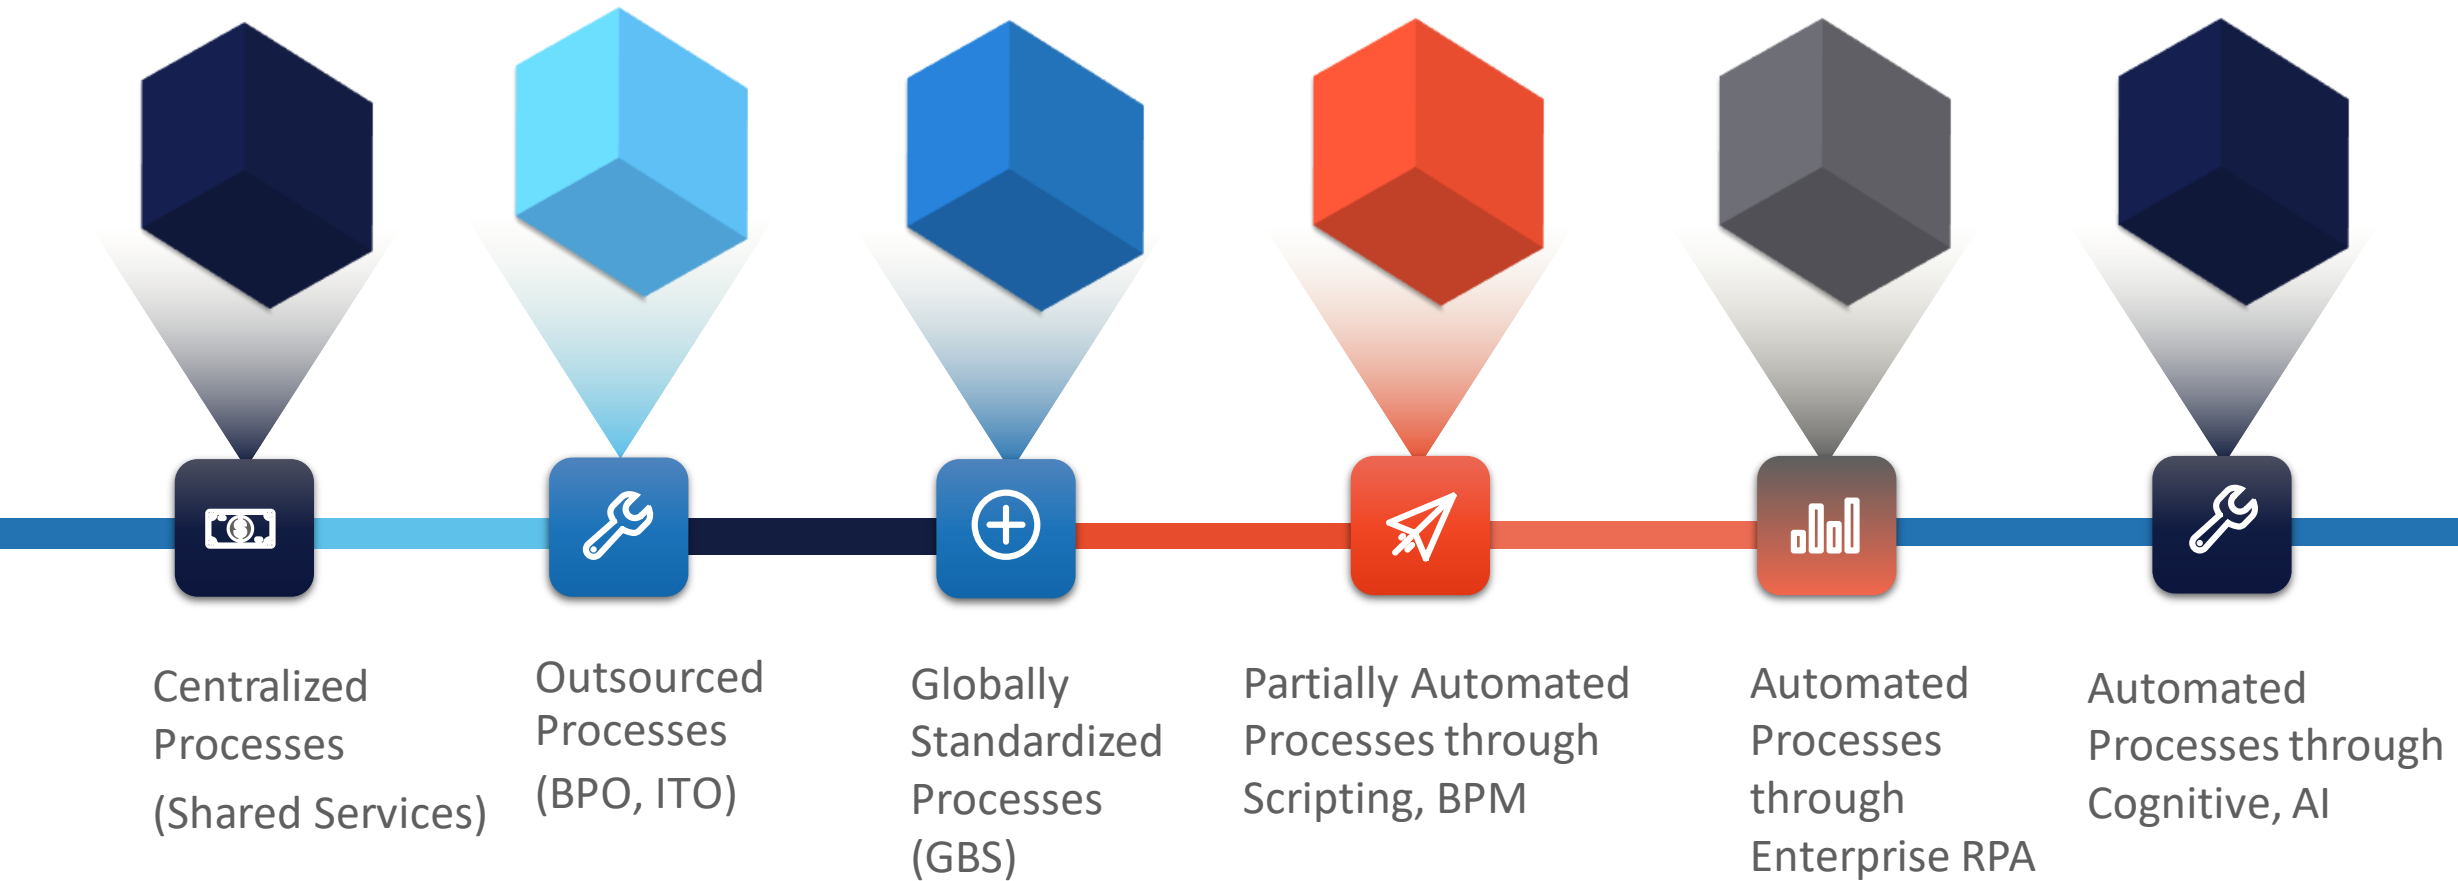 Centralized
Processes
(Shared Services)
Outsourced
Processes
(BPO, ITO)
Globally
Standardized
Processes
(GBS)
Partially Automated
Processes through
Scripting, BPM
Automated
Processes
through
Enterprise RPA
Automated
Processes through
Cognitive, AI